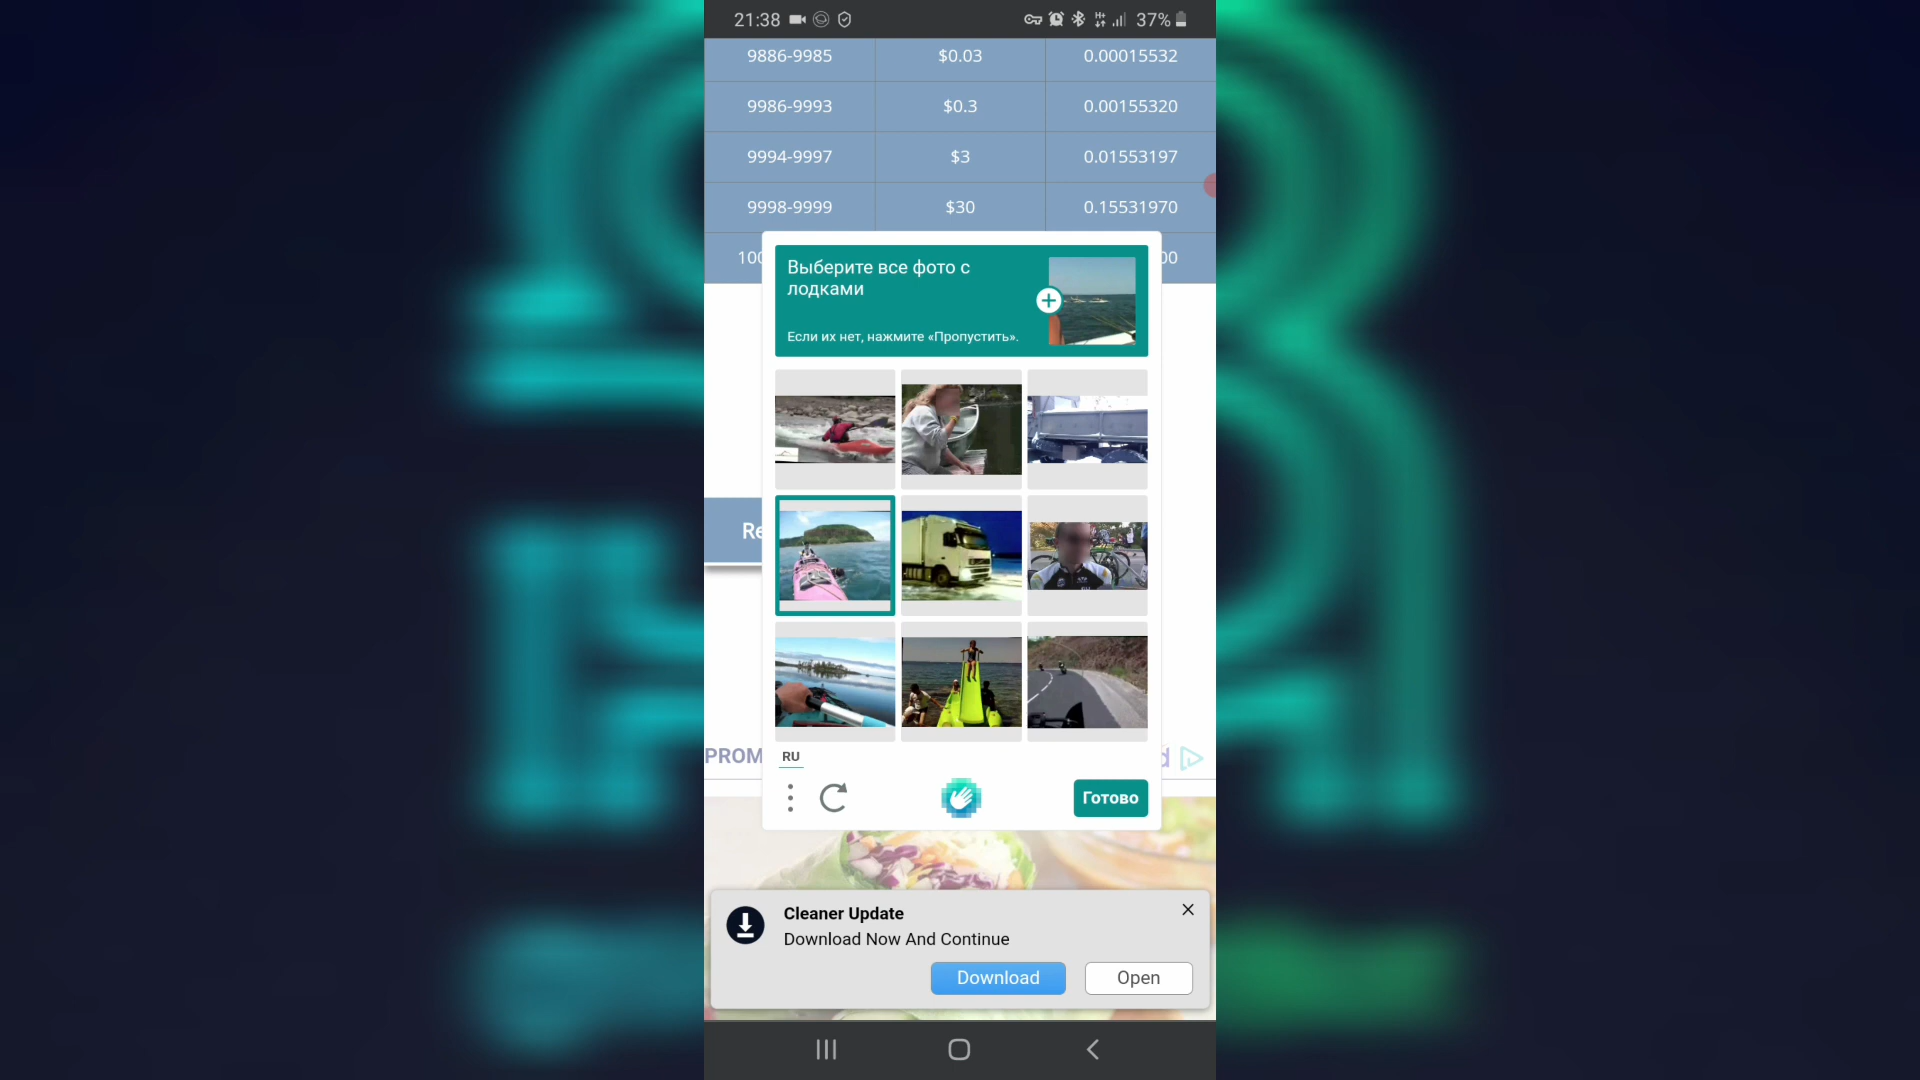 21:38 37%
9886-9985 $0.03 0.00015532
9986-9993 $0.3 0.00155320
9994-9997 $3 0.01553197
9998-9999 $30 0.15531970
Выберите все фото с
лодками
Если их нет, нажмите «Пропустить».
RU
PROM
Готово
Cleaner Update
Download Now And Continue
Download Open